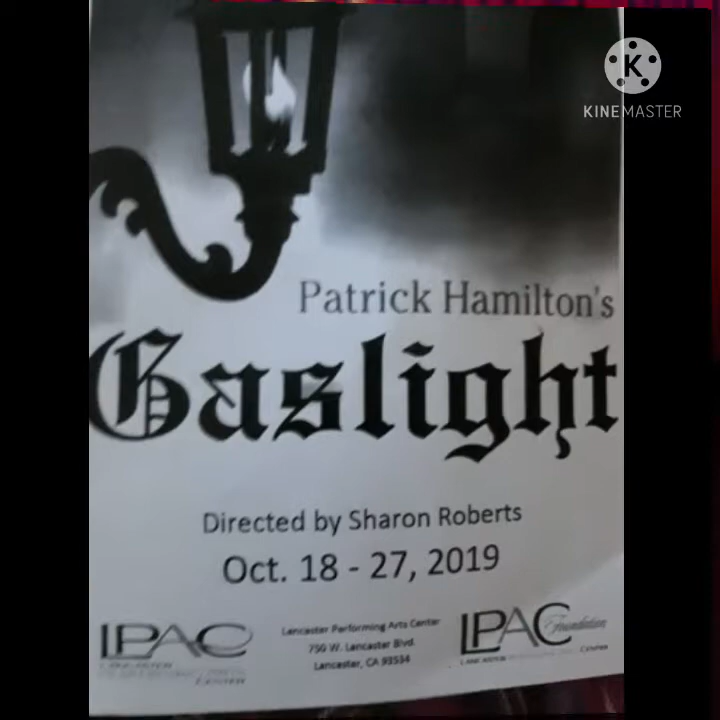 KINEMASTER
Patrick Hamilton's
Gaslight
Directed by Sharon Roberts
Oct. 18 - 27, 2019
LPAC
Lancaster Performing Arts Center
750 W. Lancaster Blvd.
Lancaster, CA 93534
LPAC
Foundation